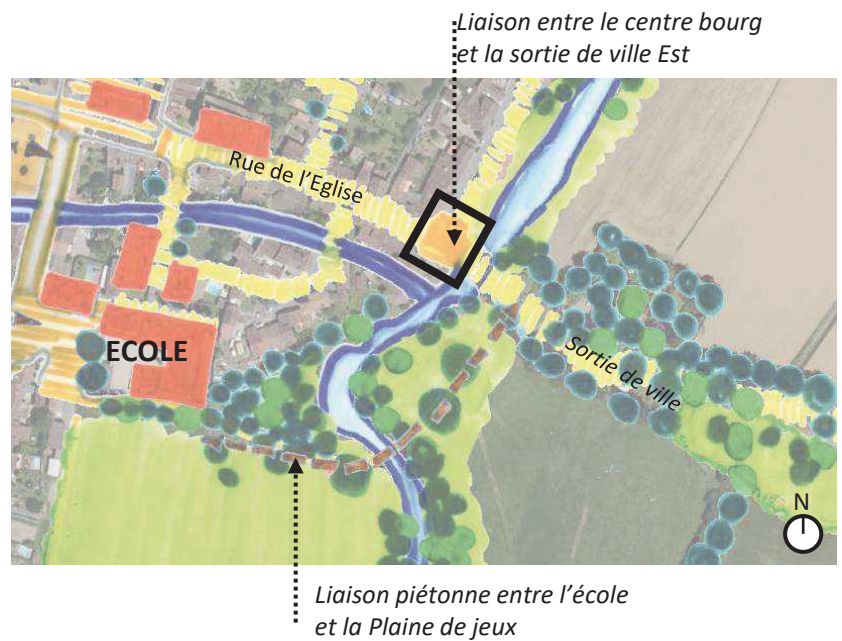 Liaison entre le centre bourg
et la sortie de ville Est
Rue de l'Eglise
ECOLE
Sortie de ville
N
Liaison piétonne entre l'école
et la Plaine de jeux